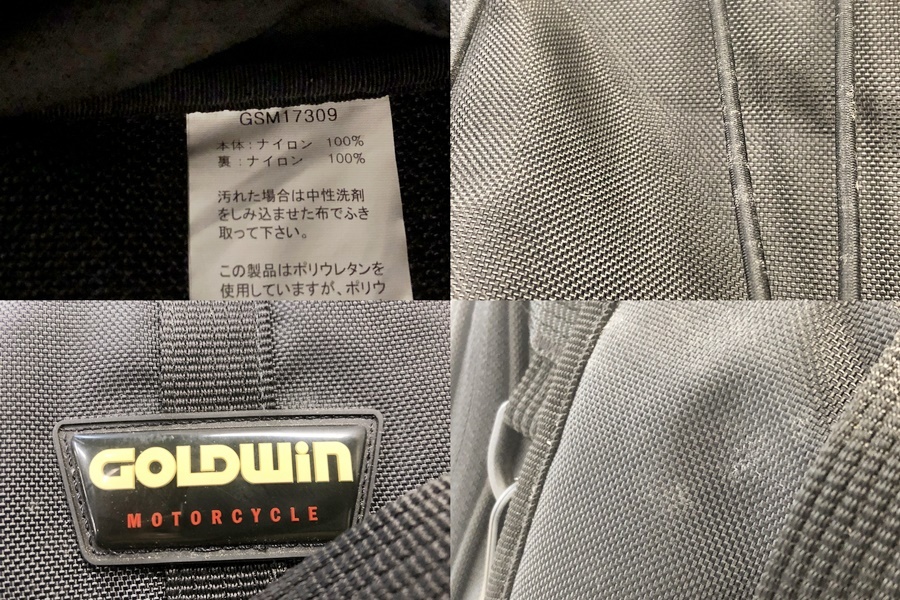 GSM17309
本体:ナイロン 100%
裏:ナイロン 100%
汚れた場合は中性洗剤
をしみ込ませた布でふき
取って下さい。
この製品はポリウレタンを
使用していますが、ポリウ
GOLDWiN
MOTORCYCLE